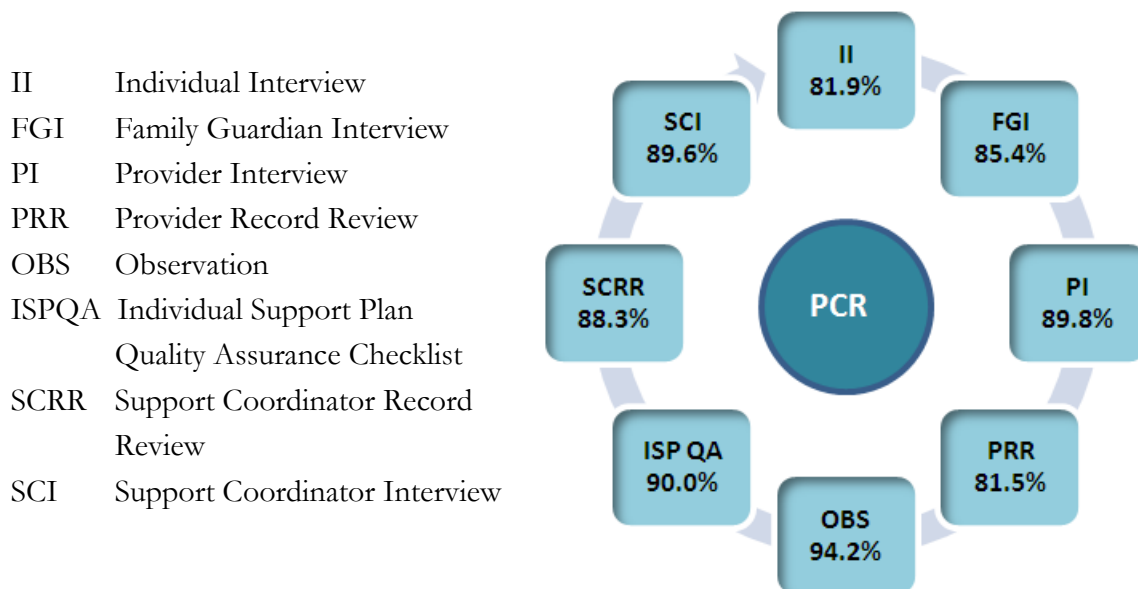 II Individual Interview
FGI Family Guardian Interview
PI Provider Interview
PRR Provider Record Review
OBS Observation
ISPQA Individual Support Plan
Quality Assurance Checklist
SCRR Support Coordinator Record
Review
SCI Support Coordinator Interview
II
81.9%
FGI
85.4%
PI
89.8%
PRR
81.5%
OBS
94.2%
ISP QA
90.0%
SCRR
88.3%
SCI
89.6%
PCR